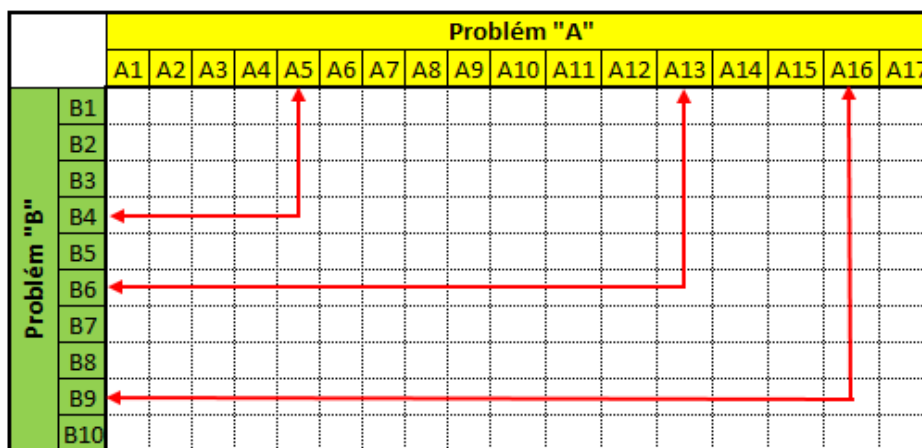 Problém "A"
A1 A2 A3 A4 A5 A6 A7 A8 A9 A10 A11 A12 A13 A14 A15 A16 A17
Problém "B"
B1
B2
B3
B4
B5
B6
B7
B8
B9
B10